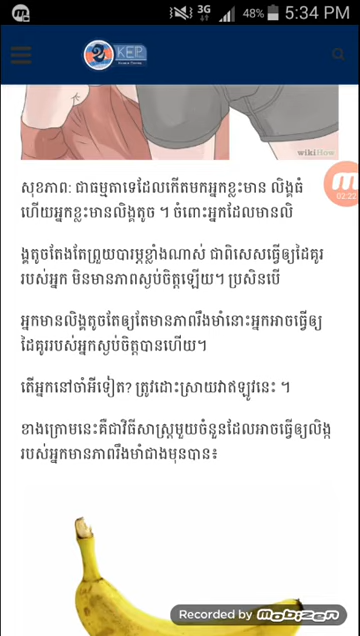 3G
48%
5:34 PM
2 KEP
wikiHow
02:22
សុខភាព: ជាធម្មតាទេដែលកើតមកអ្នកខ្លះមាន លិង្គធំ
ហើយអ្នកខ្លះមានលិង្គតូច ។ ចំពោះអ្នកដែលមានលិ
ង្គតូចតែងតែព្រួយបារម្ភខ្លាំងណាស់ ជាពិសេសធ្វើឲ្យដៃគូរ
របស់អ្នក មិនមានភាពស្ងប់ចិត្តឡើយ។ ប្រសិនបើ
អ្នកមានលិង្គតូចតែឲ្យតែមានភាពរឹងមាំនោះអ្នកអាចធ្វើឲ្យ
ដៃគូររបស់អ្នកស្ងប់ចិត្តបានហើយ។
តើអ្នកនៅចាំអីទៀត? ត្រូវដោះស្រាយវាឥឡូវនេះ ។
ខាងក្រោមនេះគឺជាវិធីសាស្ត្រមួយចំនួនដែលអាចធ្វើឲ្យលិង្គ
របស់អ្នកមានភាពរឹងមាំជាងមុនបាន៖
Recorded by MOBIZEN